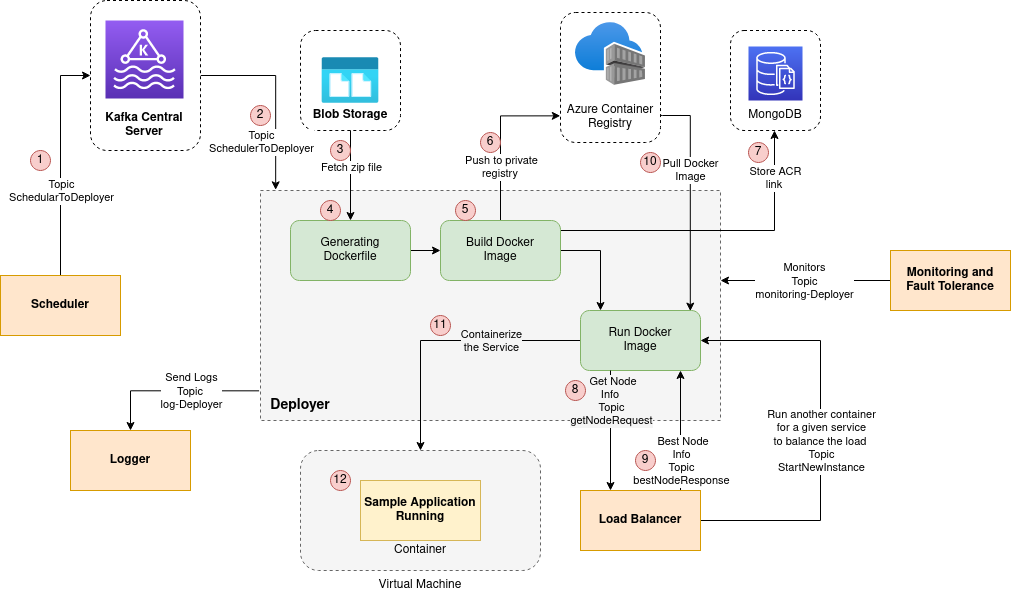 K
Kafka Central
Server
1
Topic
SchedularToDeployer
2
Topic
SchedulerToDeployer
Blob Storage
3
Fetch zip file
Azure Container
Registry
6
Push to private
registry
10
Pull Docker
Image
{}
MongoDB
7
Store ACR
link
4
Generating
Dockerfile
5
Build Docker
Image
Run Docker
Image
Deployer
Scheduler
Monitors
Topic
monitoring-Deployer
Monitoring and
Fault Tolerance
11
Containerize
the Service
Send Logs
Topic
log-Deployer
Logger
8
Get Node
Info
Topic
getNodeRequest
9
Best Node
Info
Topic
bestNodeResponse
Run another container
for a given service
to balance the load
Topic
StartNewInstance
12
Sample Application
Running
Container
Virtual Machine
Load Balancer